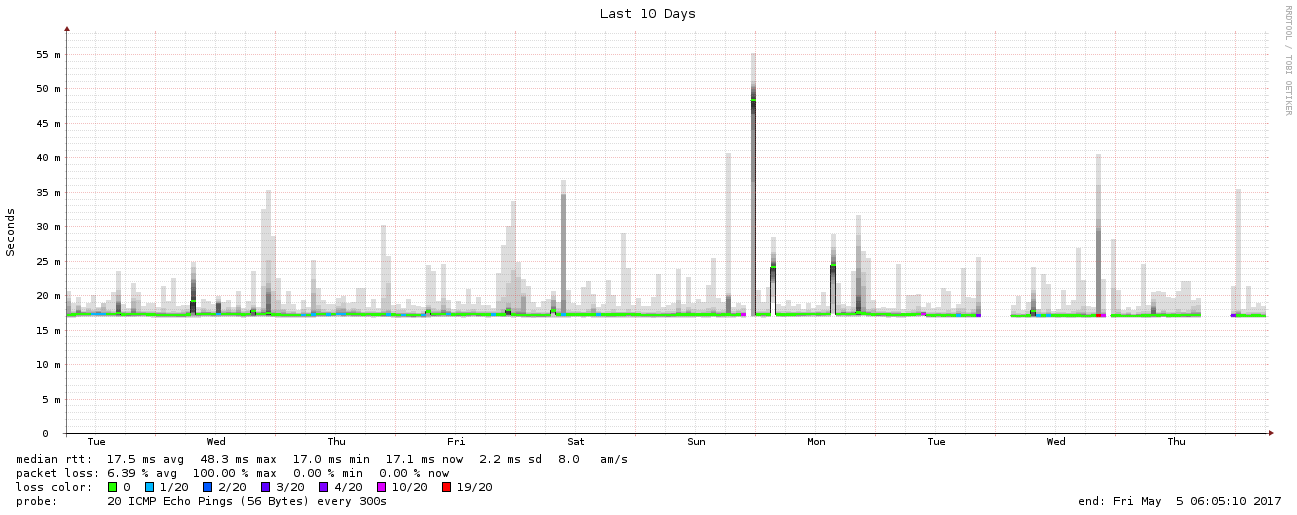 Last 10 Days
RRDTOOL / TOBI OETIKER
Seconds
55 m
50 m
45 m
40 m
35 m
30 m
25 m
20 m
15 m
10 m
5 m
0
Tue Wed Thu Fri Sat Sun Mon Tue Wed Thu
median rtt: 17.5 ms avg 48.3 ms max 17.0 ms min 17.1 ms now 2.2 ms sd 8.0 am/s
packet loss: 6.39 % avg 100.00 % max 0.00 % min 0.00 % now
loss color: 0 1/20 2/20 3/20 4/20 10/20 19/20
probe: 20 ICMP Echo Pings (56 Bytes) every 300s end: Fri May 5 06:05:10 2017